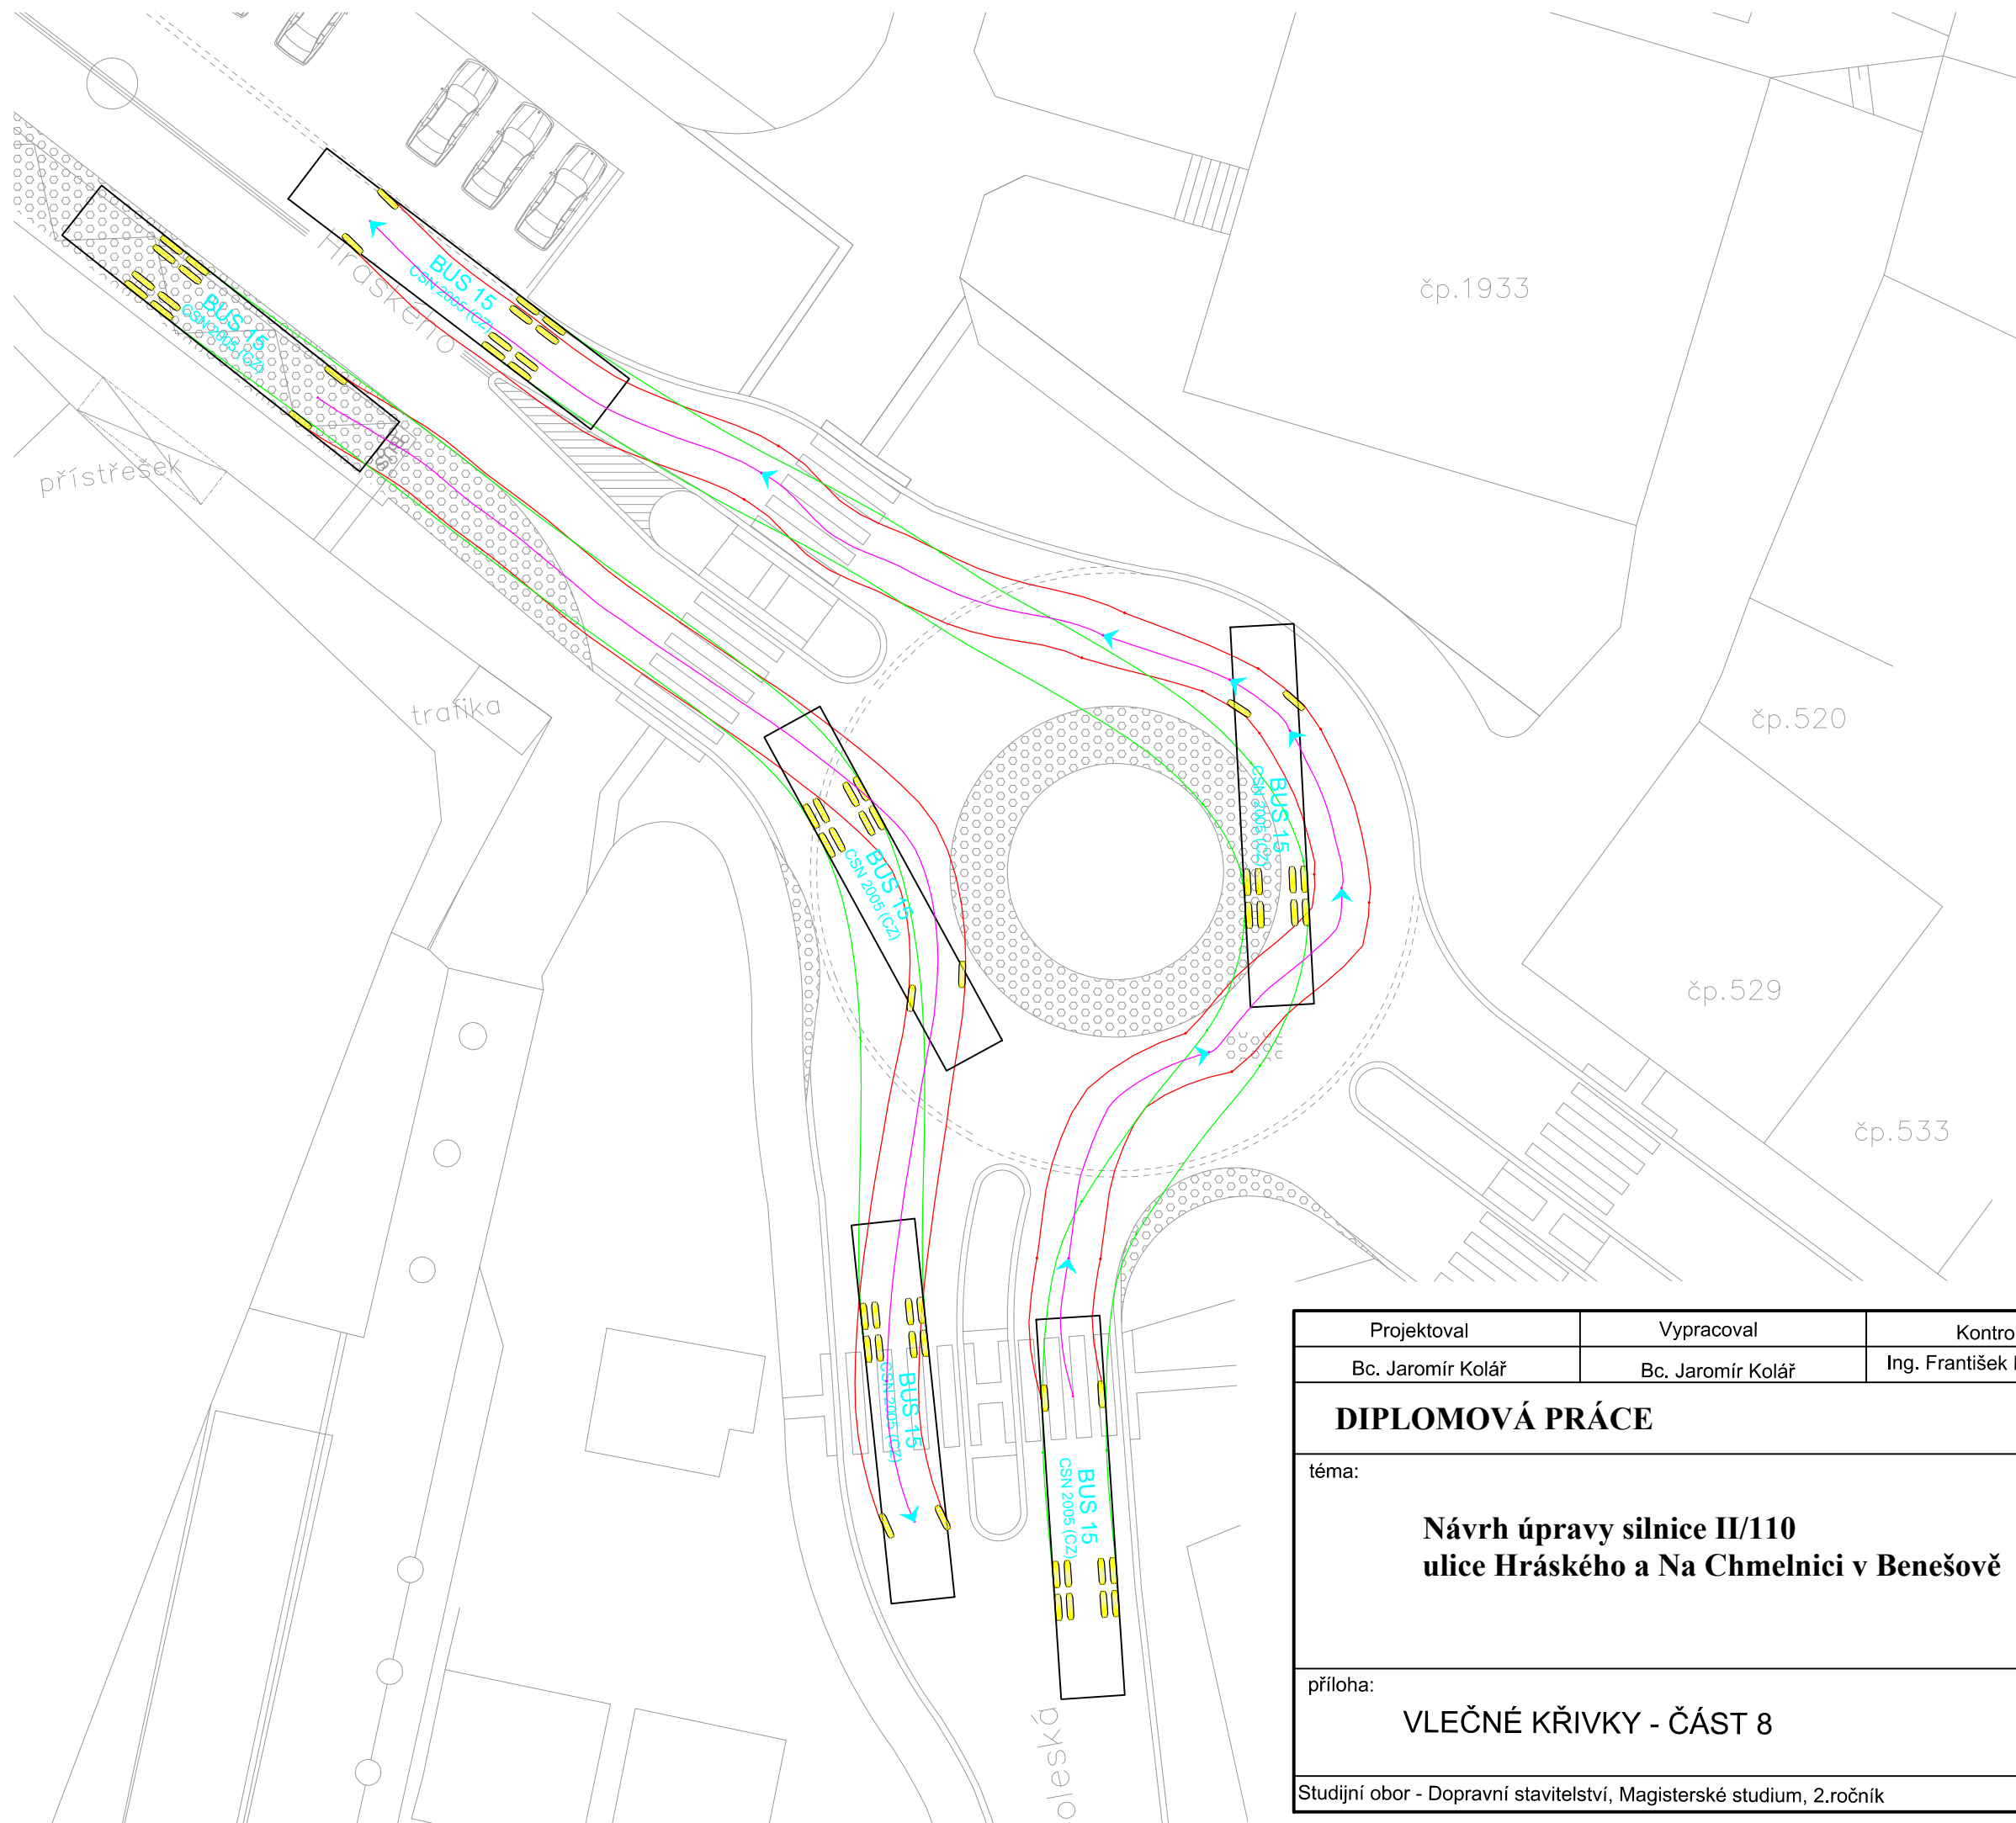 BUS 15
CSN 2005 (CZ)
Hráského
BUS 15
CSN 2005 (CZ)
BUS
přístřešek
trafika
čp.1933
čp.520
čp.529
čp.533
BUS 15
CSN 2005 (CZ)
BUS 15
CSN 2005 (CZ)
BUS 15
CSN 2005 (CZ)
BUS 15
CSN 2005 (CZ)
oleská
Projektoval
Vypracoval
Kontro
Bc. Jaromír Kolář
Bc. Jaromír Kolář
Ing. František
DIPLOMOVÁ PRÁCE
téma:
Návrh úpravy silnice II/110
ulice Hráského a Na Chmelnici v Benešově
příloha:
VLEČNÉ KŘIVKY - ČÁST 8
Studijní obor - Dopravní stavitelství, Magisterské studium, 2.ročník